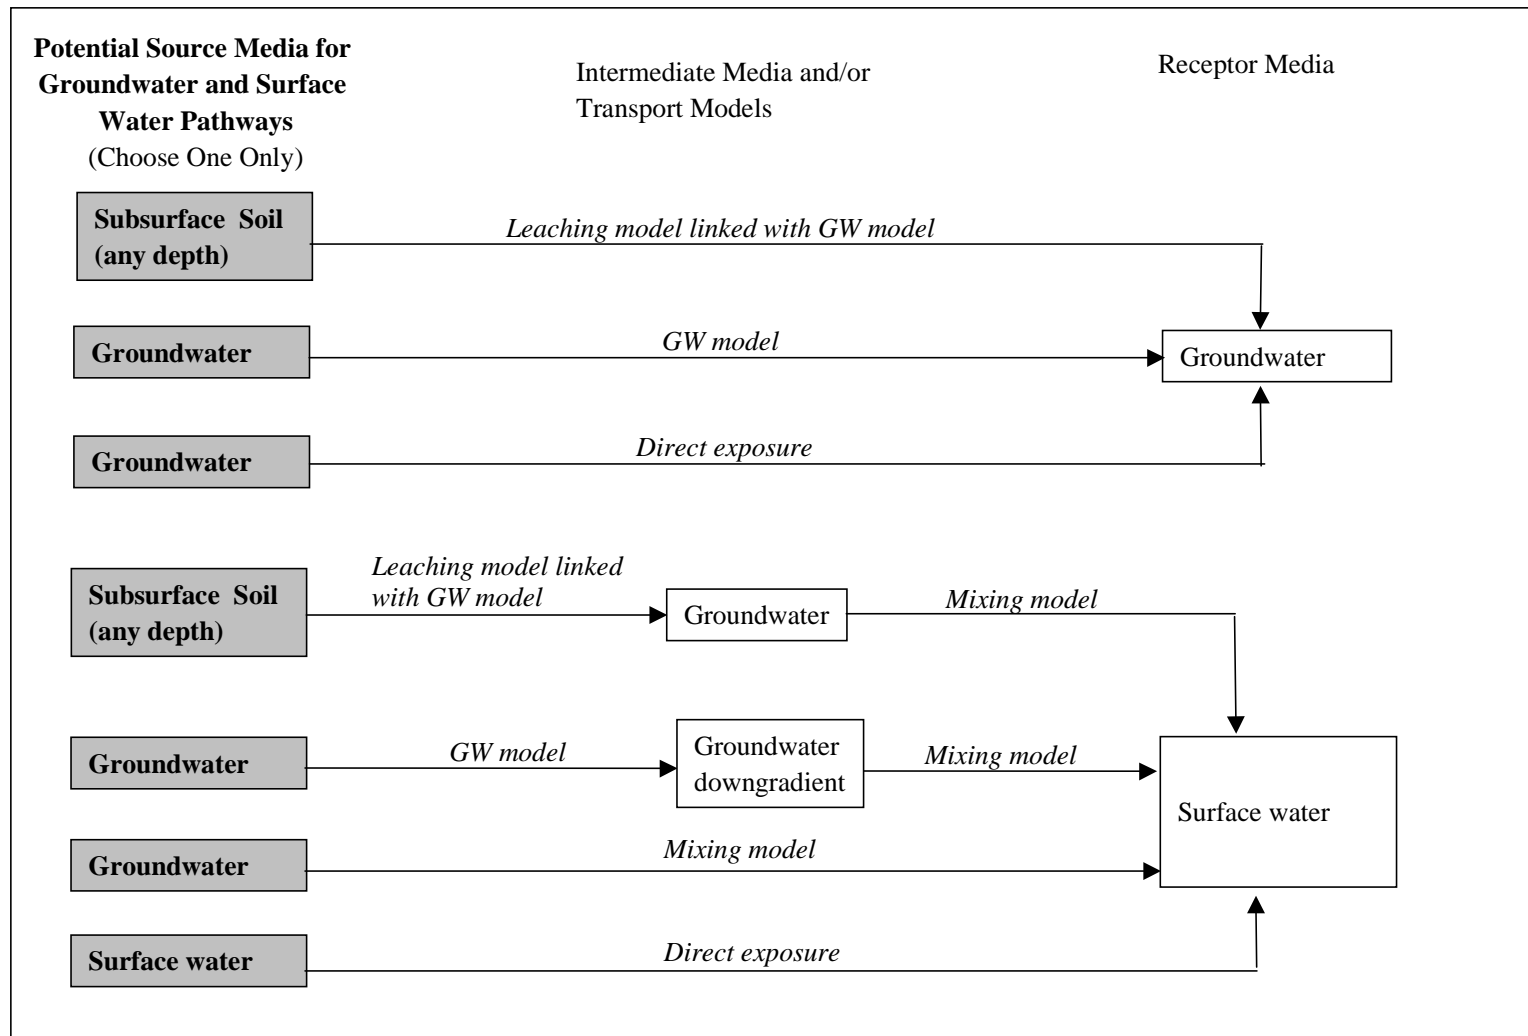 Potential Source Media for
Groundwater and Surface
Water Pathways
(Choose One Only)
Intermediate Media and/or
Transport Models
Receptor Media
Subsurface Soil
(any depth)
Leaching model linked with GW model
Groundwater
GW model
Groundwater
Groundwater
Direct exposure
Subsurface Soil
(any depth)
Leaching model linked
with GW model
Groundwater
Mixing model
Groundwater
GW model
Groundwater
downgradient
Mixing model
Surface water
Groundwater
Mixing model
Surface water
Direct exposure